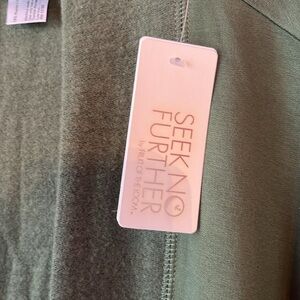 SEEK NO
FURTHER
by FRUIT OF THE LOOM